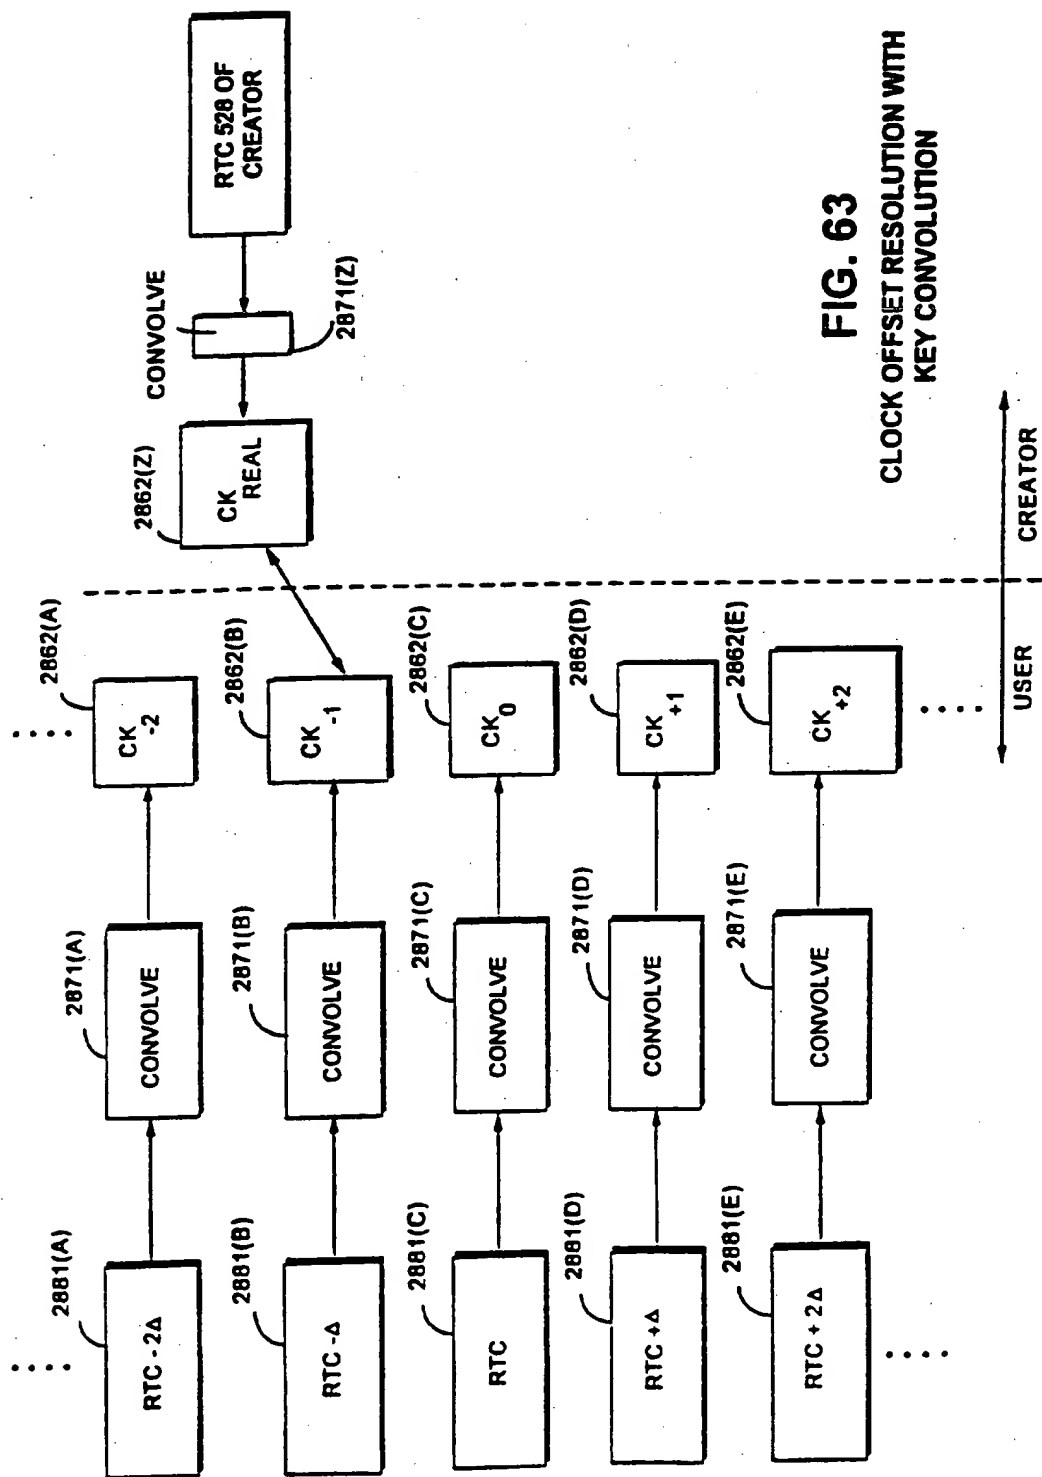 RTC 528 OF
CREATOR
CONVOLVE
2871(Z)
2862(Z)
CK REAL
2862(A)
CK -2
2871(A)
CONVOLVE
2881(A)
RTC - 2Δ
2862(B)
CK -1
2871(B)
CONVOLVE
2881(B)
RTC -Δ
2862(C)
CK 0
2871(C)
CONVOLVE
2881(C)
RTC
2862(D)
CK +1
2871(D)
CONVOLVE
2881(D)
RTC +Δ
2862(E)
CK +2
2871(E)
CONVOLVE
2881(E)
RTC + 2Δ
USER
CREATOR
FIG. 63
CLOCK OFFSET RESOLUTION WITH
KEY CONVOLUTION